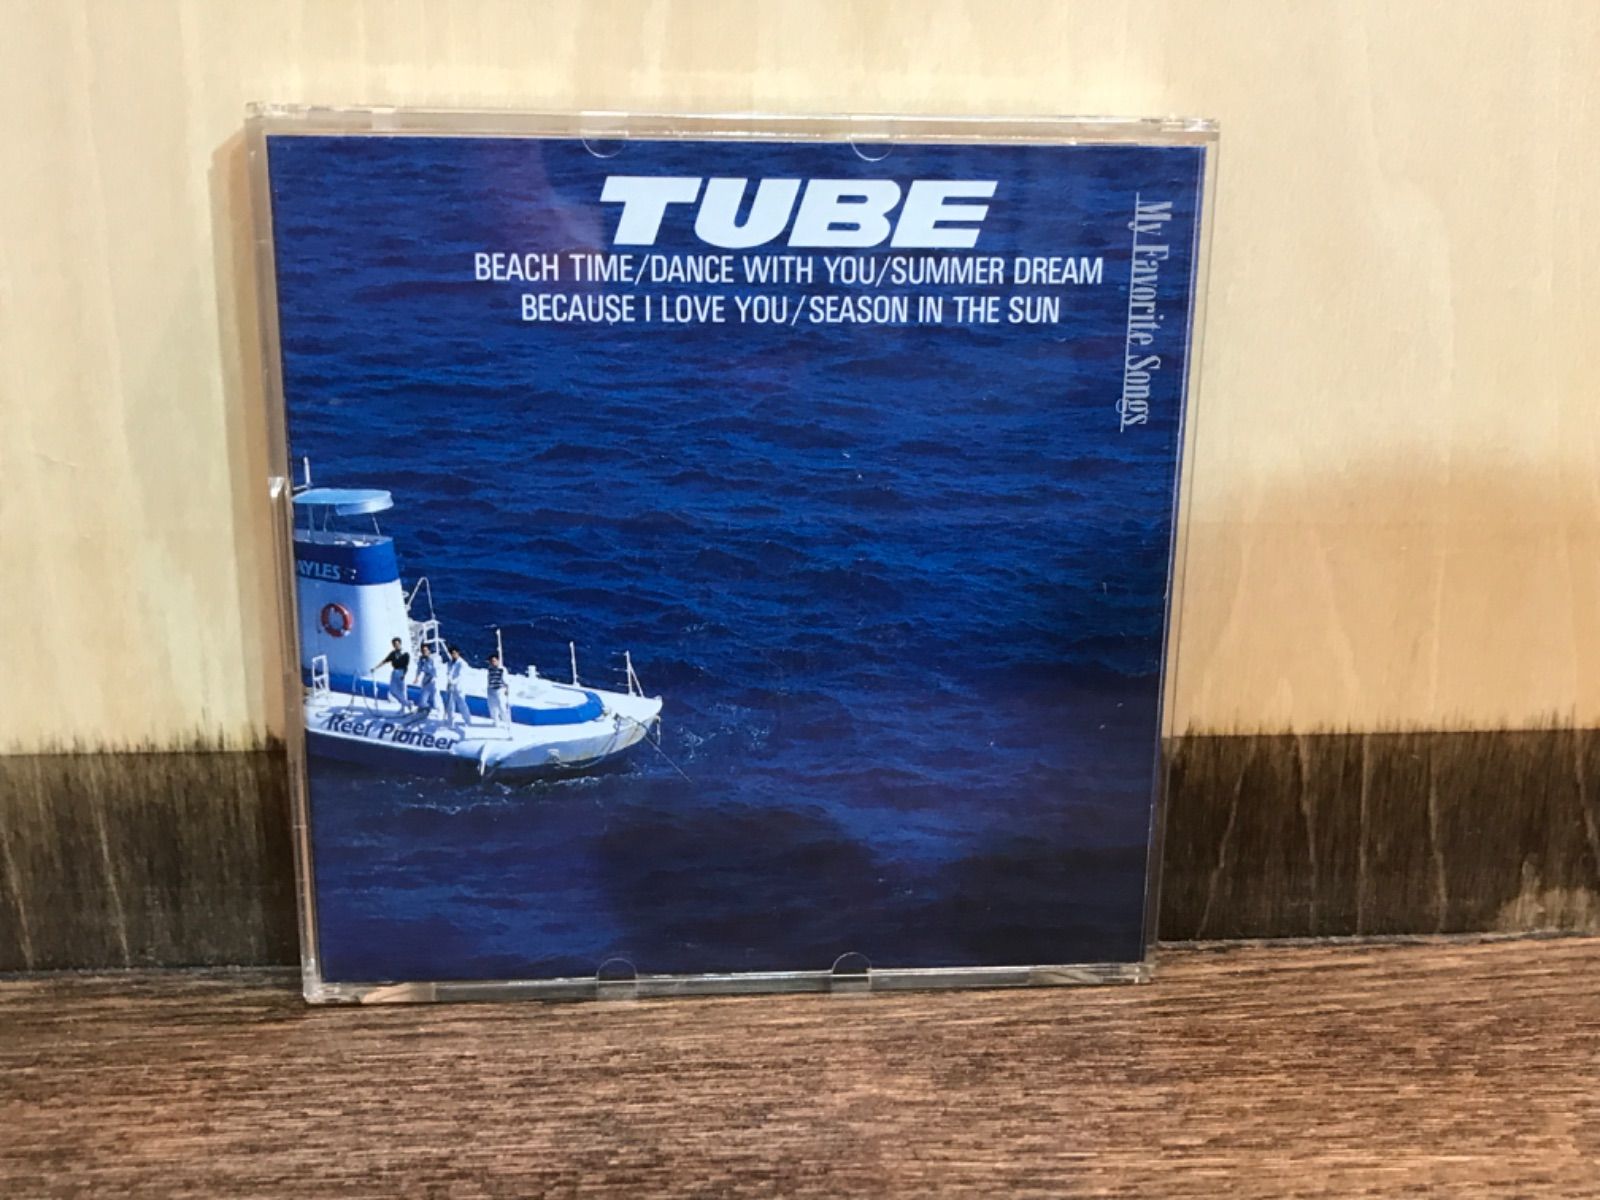 TUBE
BEACH TIME/DANCE WITH YOU/SUMMER DREAM
BECAUSE I LOVE YOU/SEASON IN THE SUN
My Favorite Songs
AYLES
Reef Pioneer